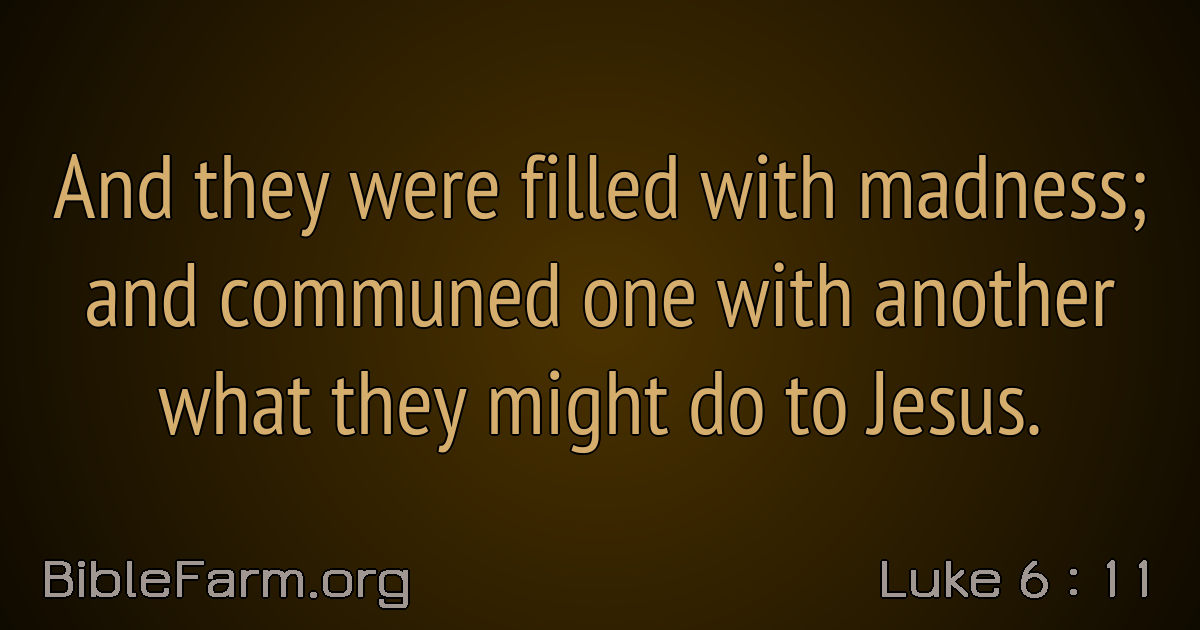 And they were filled with madness;
and communed one with another
what they might do to Jesus.
BibleFarm.org
Luke 6 : 11